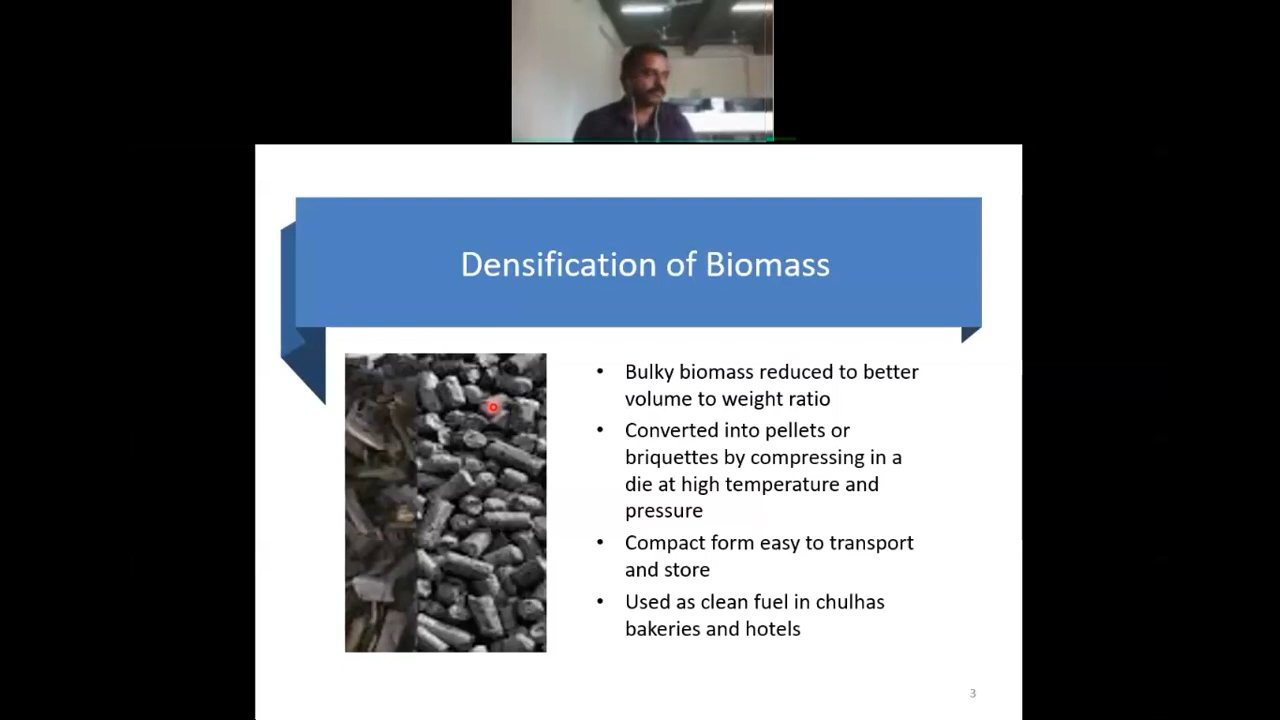 Densification of Biomass
• Bulky biomass reduced to better
volume to weight ratio
• Converted into pellets or
briquettes by compressing in a
die at high temperature and
pressure
• Compact form easy to transport
and store
• Used as clean fuel in chulhas
bakeries and hotels
3